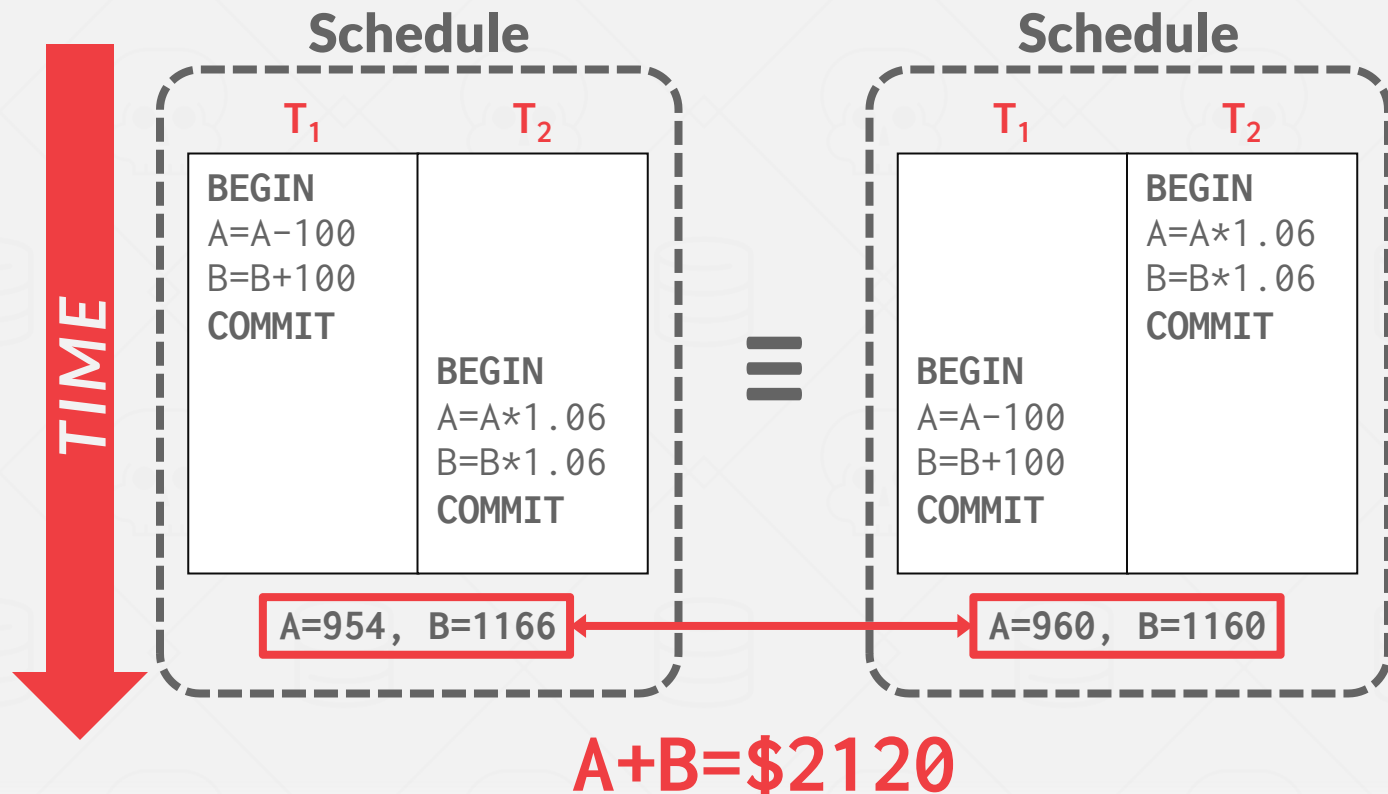 TIME
Schedule
T₁ T₂
BEGIN
A=A-100
B=B+100
COMMIT
BEGIN
A=A*1.06
B=B*1.06
COMMIT
A=954, B=1166
≡
Schedule
T₁ T₂
BEGIN
A=A*1.06
B=B*1.06
COMMIT
BEGIN
A=A-100
B=B+100
COMMIT
A=960, B=1160
A+B=$2120